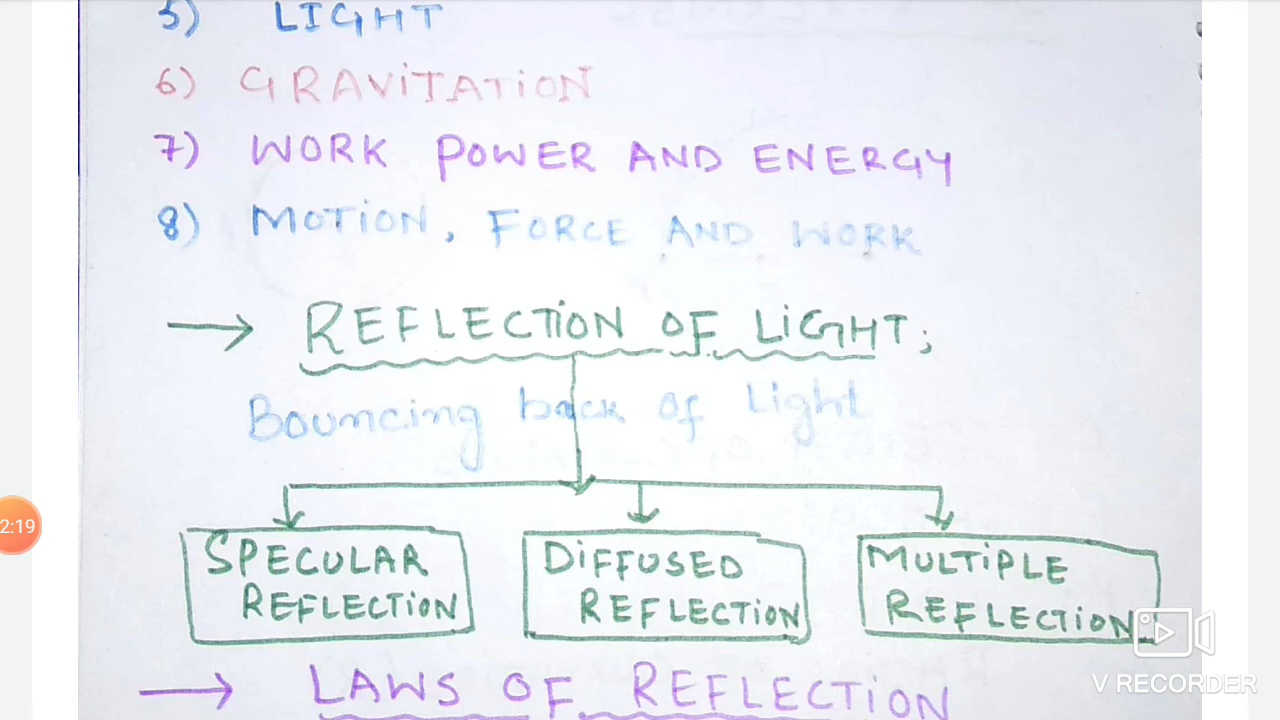 5) LIGHT
6) GRAVITATION
7) WORK POWER AND ENERGY
8) MOTION, FORCE AND WORK
→ REFLECTION OF LIGHT;
Bouncing back of Light
SPECULAR REFLECTION
DIFFUSED REFLECTION
MULTIPLE REFLECTION
→ LAWS OF REFLECTION
2:19
V RECORDER